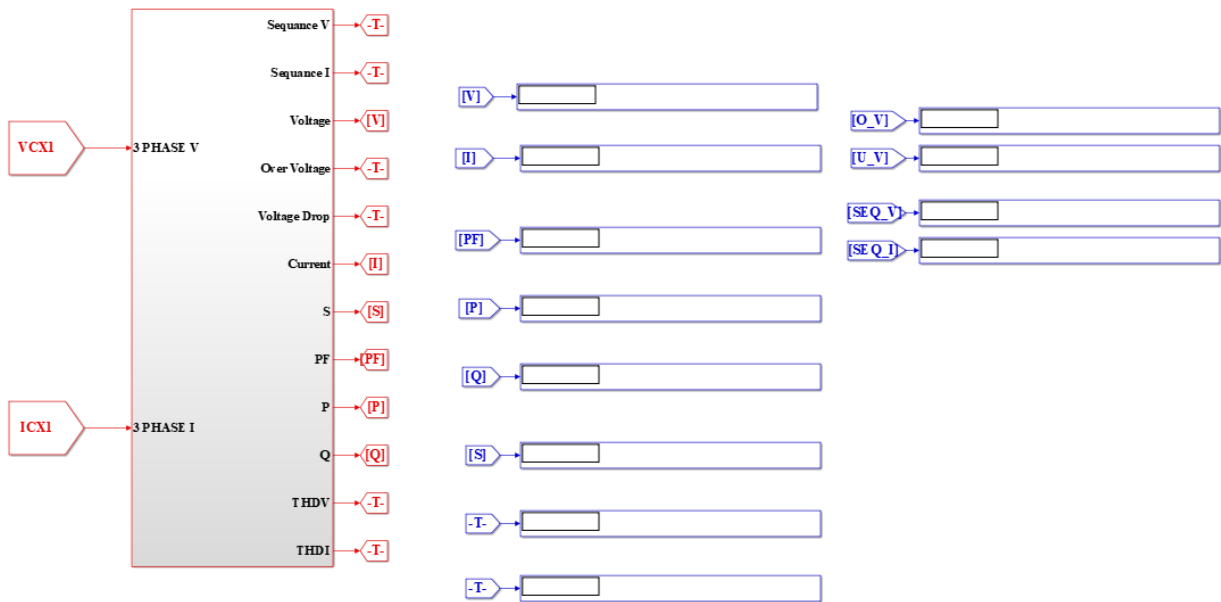 VCX1
ICX1
3 PHASE V
3 PHASE I
Sequance V
-T-
Sequance I
-T-
Voltage
[V]
Over Voltage
-T-
Voltage Drop
-T-
Current
[I]
S
[S]
PF
[PF]
P
[P]
Q
[Q]
THDV
-T-
THDI
-T-
[V]
[I]
[PF]
[P]
[Q]
[S]
-T-
-T-
[O_V]
[U_V]
[SEQ_V]
[SEQ_I]